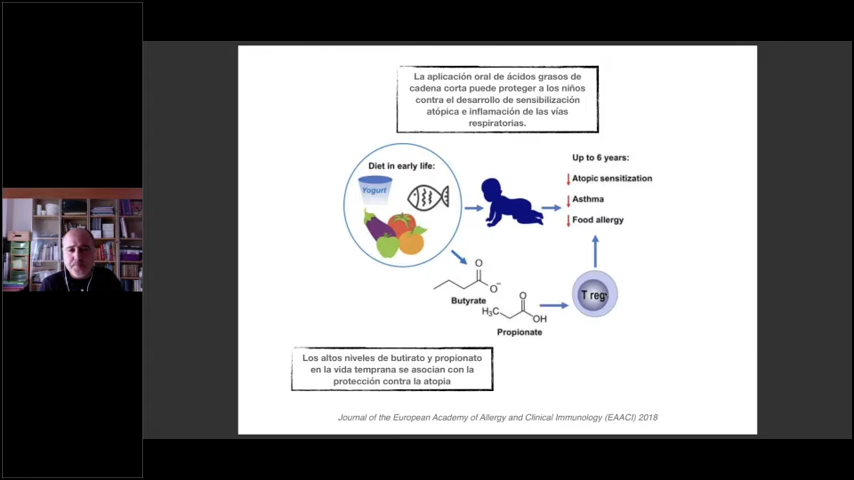 La aplicación oral de ácidos grasos de
cadena corta puede proteger a los niños
contra el desarrollo de sensibilización
atópica e inflamación de las vías
respiratorias.
Diet in early life:
Yogurt
Up to 6 years:
Atopic sensitization
Asthma
Food allergy
O
O⁻
Butyrate
O
H₃C
OH
Propionate
T reg
Los altos niveles de butirato y propionato
en la vida temprana se asocian con la
protección contra la atopia
Journal of the European Academy of Allergy and Clinical Immunology (EAACI) 2018